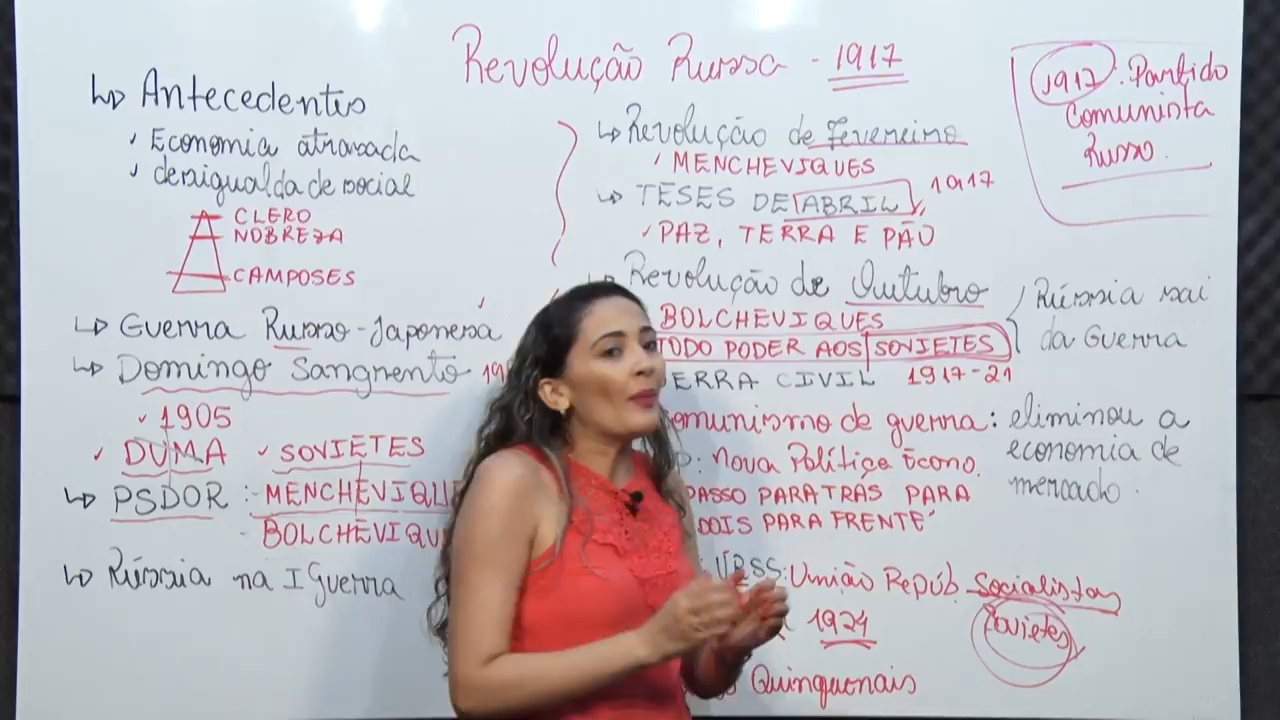 Revolução Russa - 1917
↳ Antecedentes
✓ Economia atrasada
✓ desigualdade social
CLERO
NOBREZA
CAMPOSES
↳ Guerra Russo-Japonesa
↳ Domingo Sangrento
✓ 1905
✓ DUMA ✓ SOVIETES
↳ PSDOR : - MENCHEVIQU
- BOLCHEVIQU
↳ Rússia na I Guerra
↳ Revolução de Fevereiro
✓ MENCHEVIQUES
↳ TESES DE ABRIL 1917
✓ PAZ, TERRA E PÃO
Revolução de Outubro
BOLCHEVIQUES
TODO PODER AOS SOVIETES
Rússia sai
da Guerra
ERRA CIVIL 1917-21
omunismo de guerra: eliminou a
economia de
mercado.
: Nova Política Econo.
PASSO PARA TRÁS PARA
DOIS PARA FRENTE"
URSS: União Repúb. Socialistas
Sovietes
1924
Quinquenais
1917. Partido
Comunista
Russo.